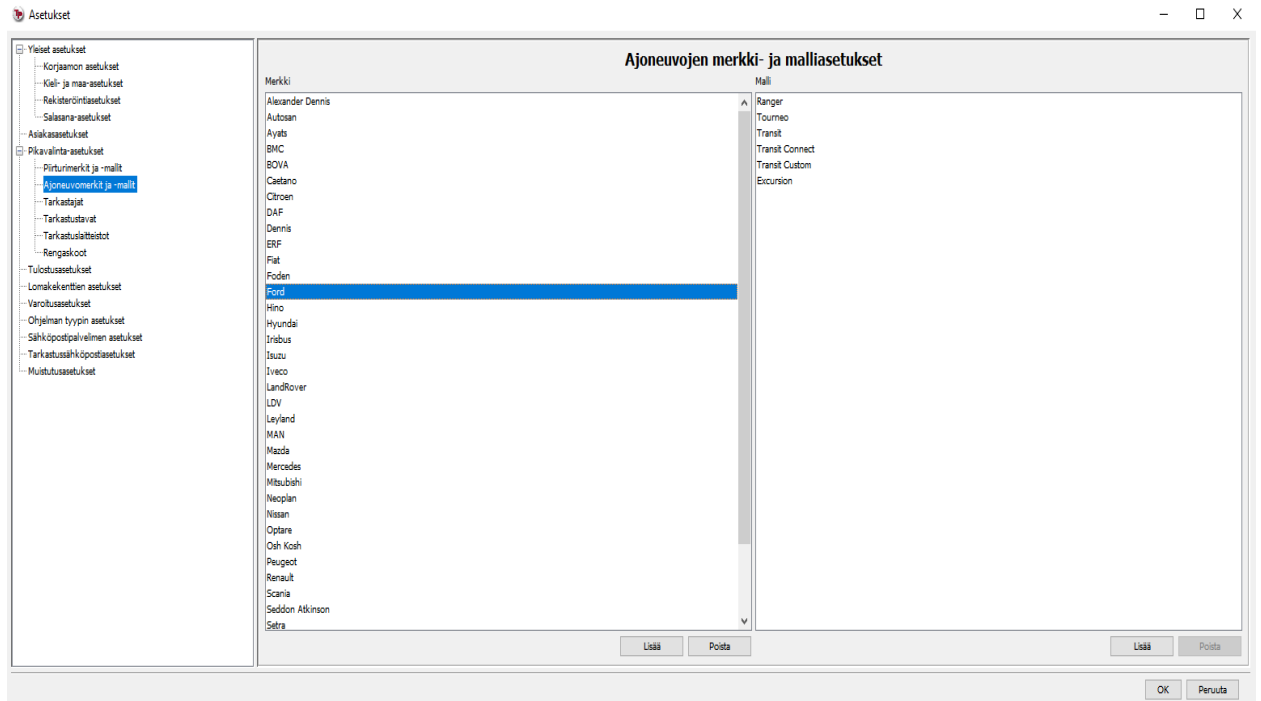 Asetukset
Yleiset asetukset
Korjaamon asetukset
Kieli- ja maa-asetukset
Rekisteröintiasetukset
Salasana-asetukset
Asiakasasetukset
Pikavalinta-asetukset
Piirturimerkit ja -mallit
Ajoneuvomerkit ja -mallit
Tarkastajat
Tarkastustavat
Tarkastuslaitteistot
Rengaskoot
Tulostusasetukset
Lomakekenttien asetukset
Varoitusasetukset
Ohjelman tyypin asetukset
Sähköpostipalvelimen asetukset
Tarkastussähköpostiasetukset
Muistutusasetukset
Ajoneuvojen merkki- ja malliasetukset
Merkki
Alexander Dennis
Autosan
Ayats
BMC
BOVA
Caetano
Citroen
DAF
Dennis
ERF
Fiat
Foden
Ford
Hino
Hyundai
Irisbus
Isuzu
Iveco
LandRover
LDV
Leyland
MAN
Mazda
Mercedes
Mitsubishi
Neoplan
Nissan
Optare
Osh Kosh
Peugeot
Renault
Scania
Seddon Atkinson
Setra
Lisää Poista
Malli
Ranger
Tourneo
Transit
Transit Connect
Transit Custom
Excursion
Lisää Poista
OK Peruuta